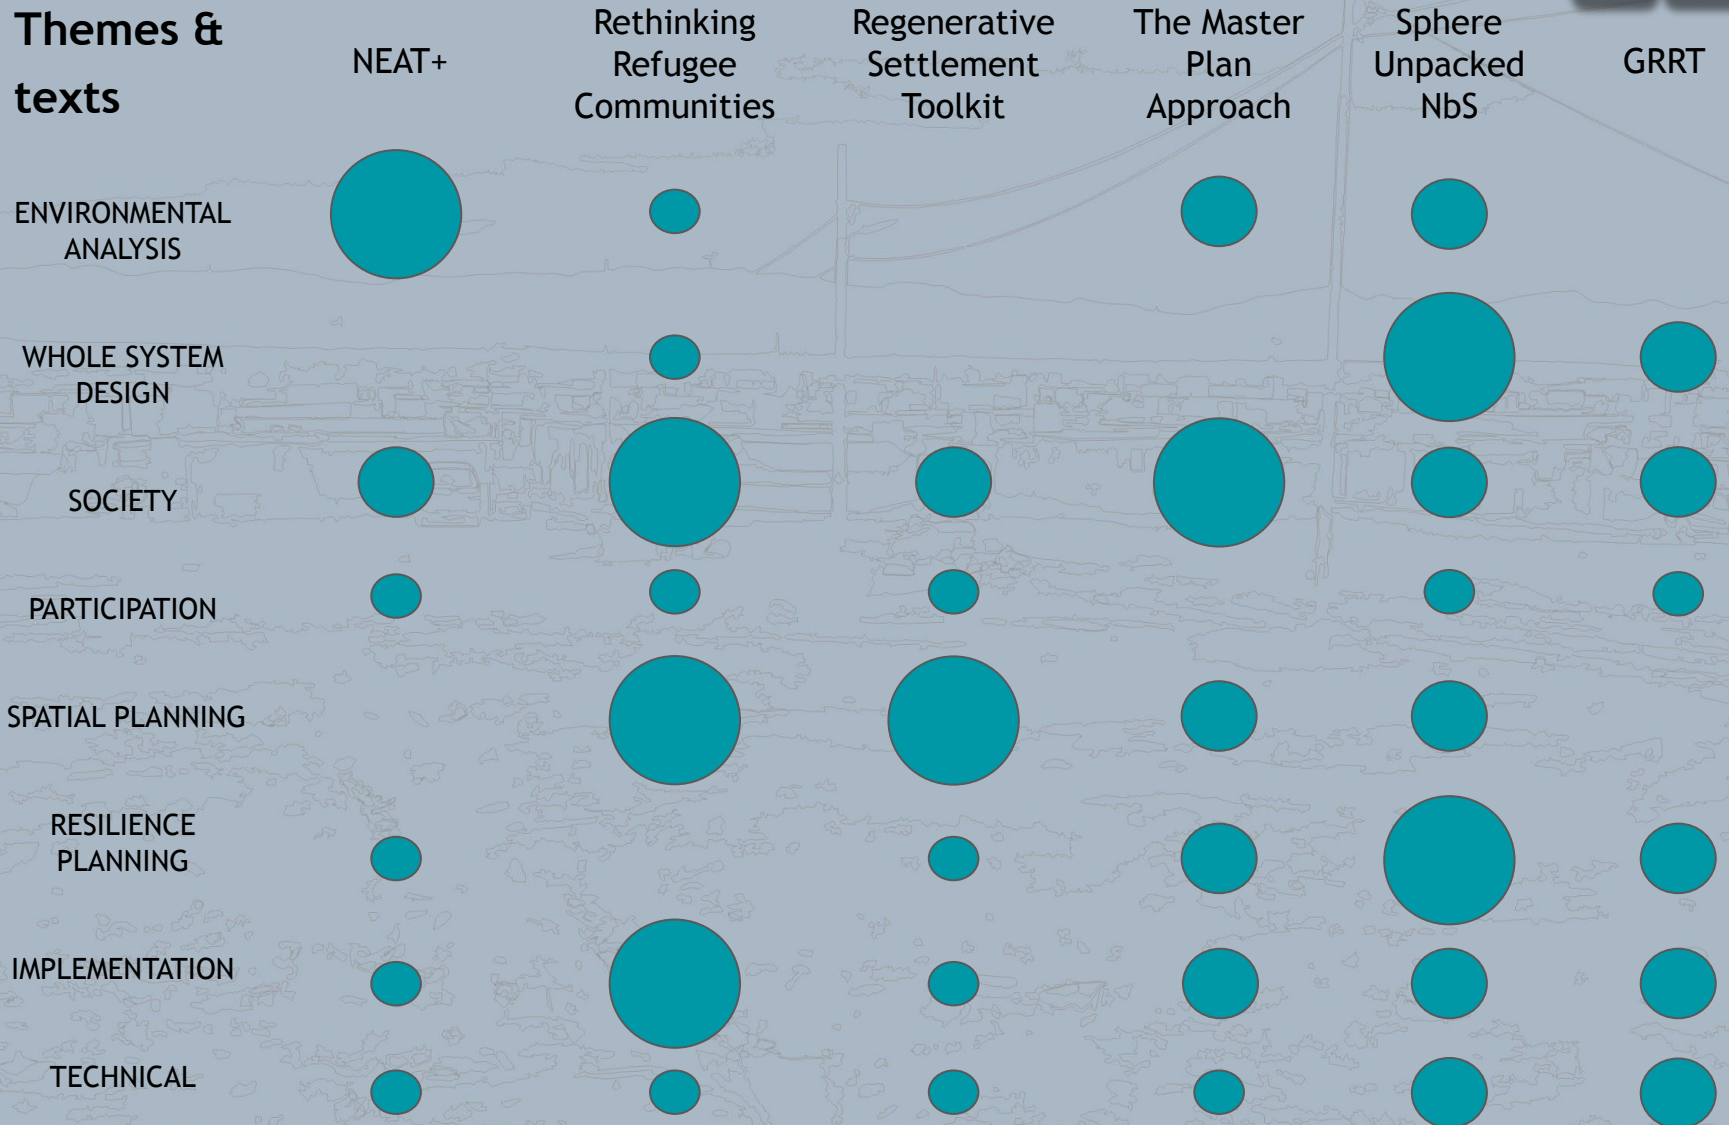 Themes &
texts
NEAT+
Rethinking
Refugee
Communities
Regenerative
Settlement
Toolkit
The Master
Plan
Approach
Sphere
Unpacked
NbS
GRRT
ENVIRONMENTAL
ANALYSIS
WHOLE SYSTEM
DESIGN
SOCIETY
PARTICIPATION
SPATIAL PLANNING
RESILIENCE
PLANNING
IMPLEMENTATION
TECHNICAL